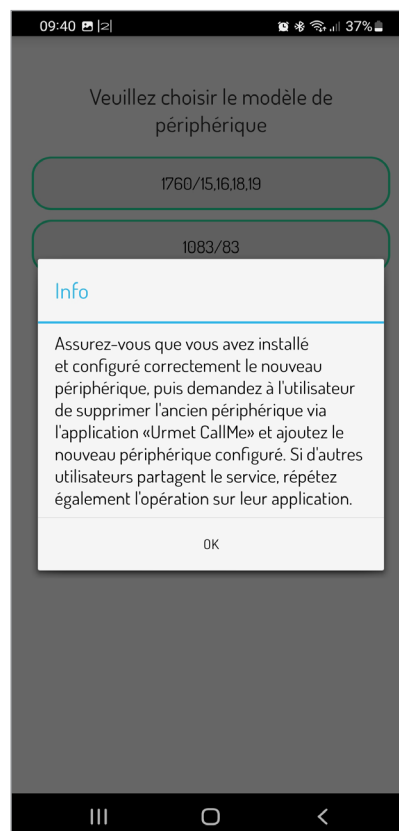 09:40
37%
Veuillez choisir le modèle de
périphérique
1760/15,16,18,19
1083/83
Info
Assurez-vous que vous avez installé
et configuré correctement le nouveau
périphérique, puis demandez à l'utilisateur
de supprimer l'ancien périphérique via
l'application «Urmet CallMe» et ajoutez le
nouveau périphérique configuré. Si d'autres
utilisateurs partagent le service, répétez
également l'opération sur leur application.
OK